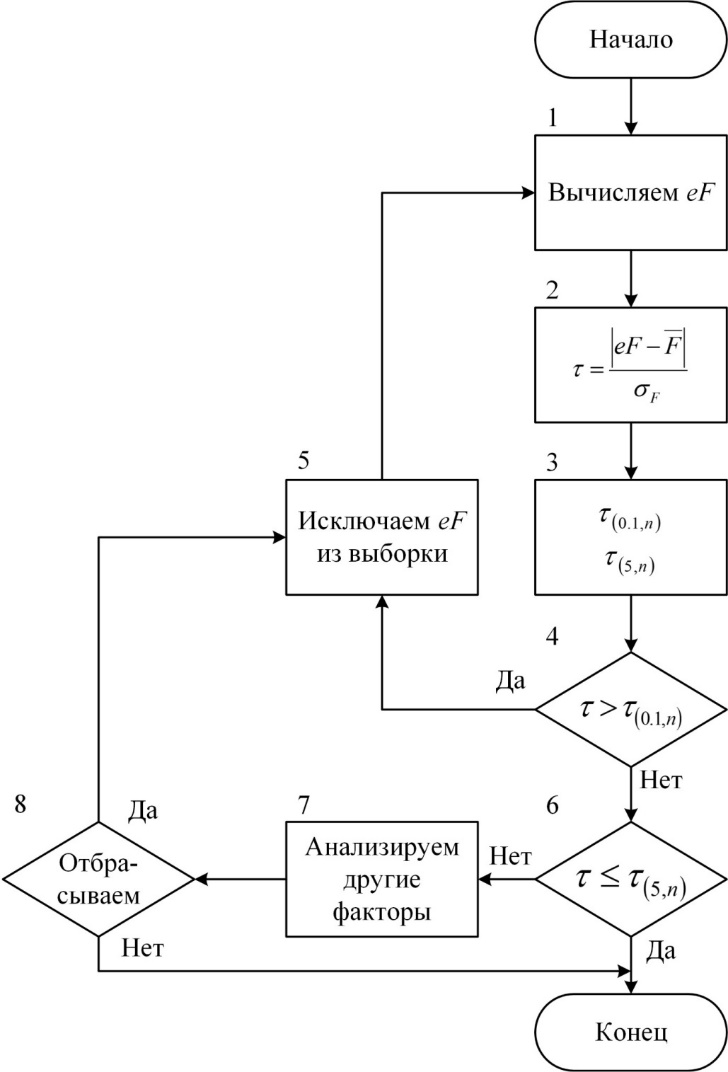 Начало
1
Вычисляем eF
2
τ = |eF − F̅| / σ_F
3
τ_(0.1,n)
τ_(5,n)
4
τ > τ_(0.1,n)
Да
Нет
5
Исключаем eF
из выборки
6
τ ≤ τ_(5,n)
Нет
Да
7
Анализируем
другие
факторы
8
Отбра-
сываем
Да
Нет
Конец